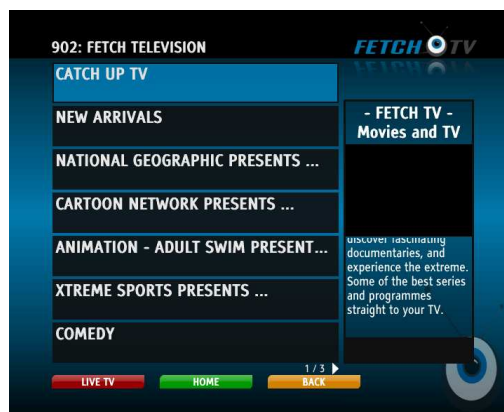 902: FETCH TELEVISION
FETCH TV
CATCH UP TV
NEW ARRIVALS
NATIONAL GEOGRAPHIC PRESENTS ...
CARTOON NETWORK PRESENTS ...
ANIMATION - ADULT SWIM PRESENT...
XTREME SPORTS PRESENTS ...
COMEDY
- FETCH TV -
Movies and TV
discover fascinating
documentaries, and
experience the extreme.
Some of the best series
and programmes
straight to your TV.
1 / 3
LIVE TV
HOME
BACK